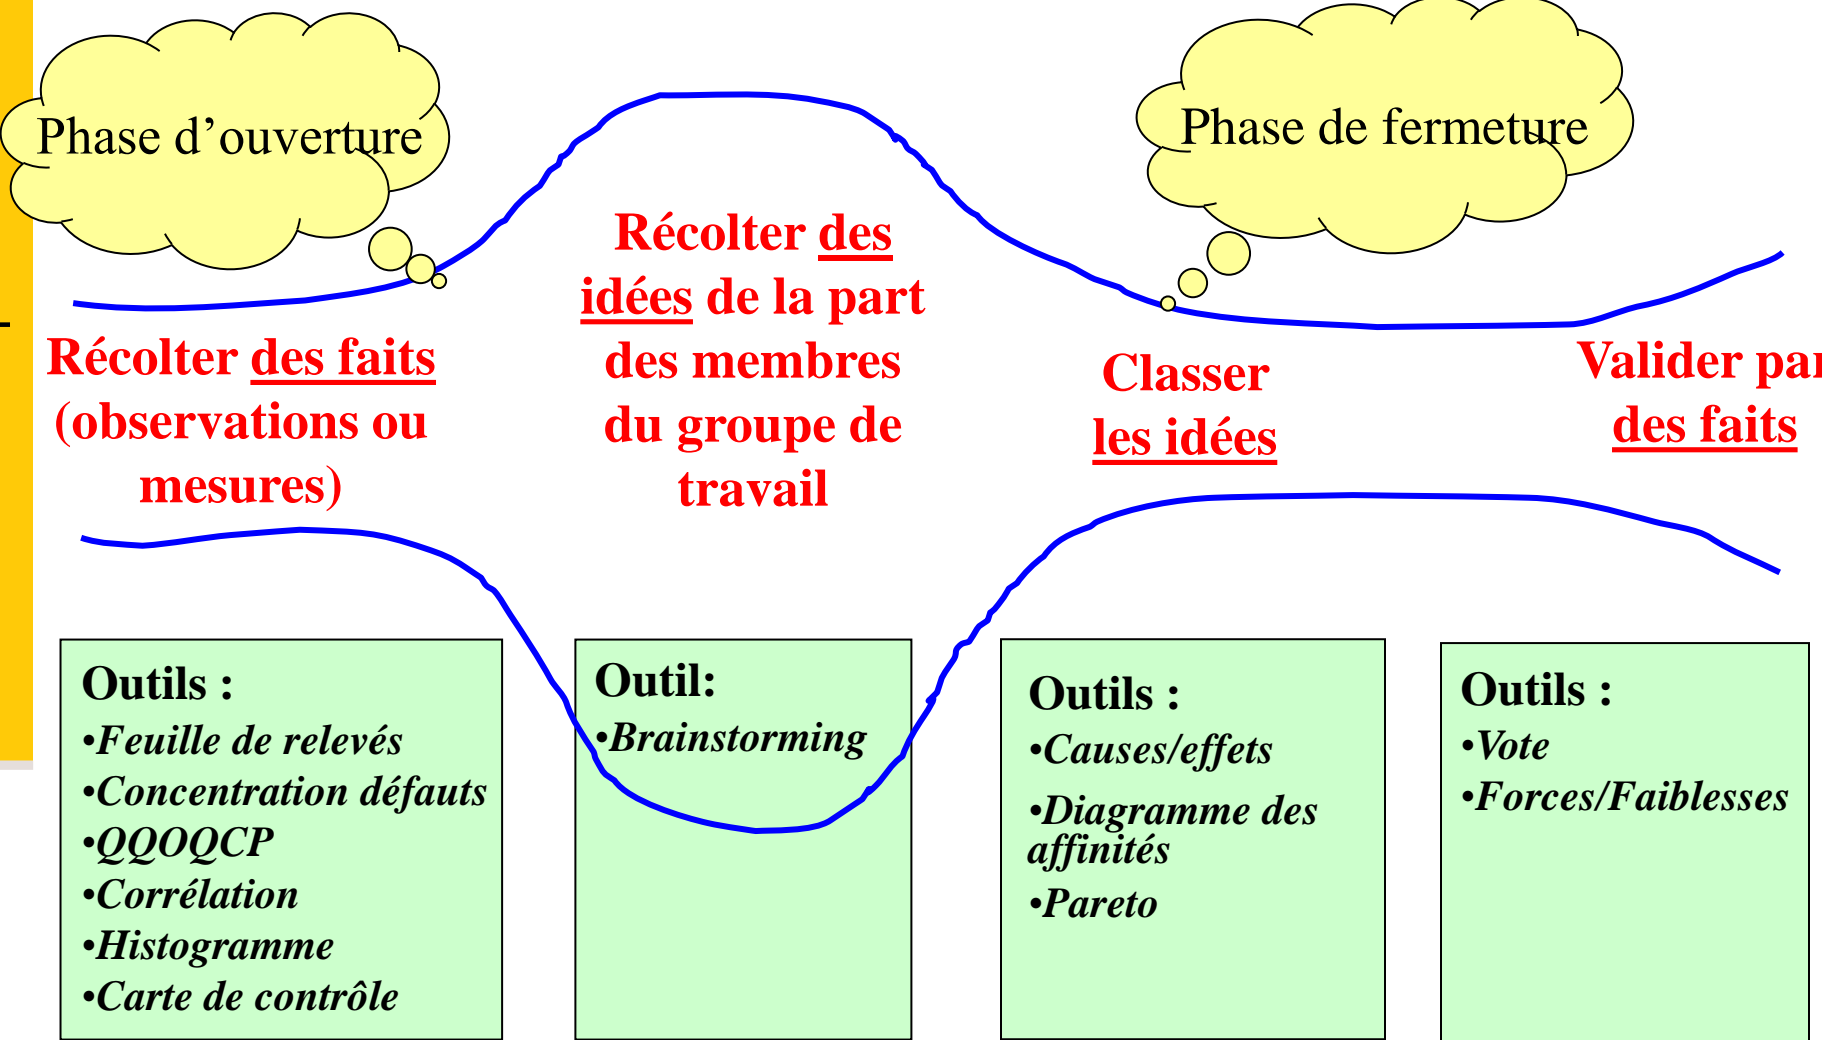 Phase d’ouverture
Phase de fermeture
Récolter des faits
(observations ou
mesures)
Récolter des
idées de la part
des membres
du groupe de
travail
Classer
les idées
Valider par
des faits
Outils :
•Feuille de relevés
•Concentration défauts
•QQOQCP
•Corrélation
•Histogramme
•Carte de contrôle
Outil:
•Brainstorming
Outils :
•Causes/effets
•Diagramme des
affinités
•Pareto
Outils :
•Vote
•Forces/Faiblesses